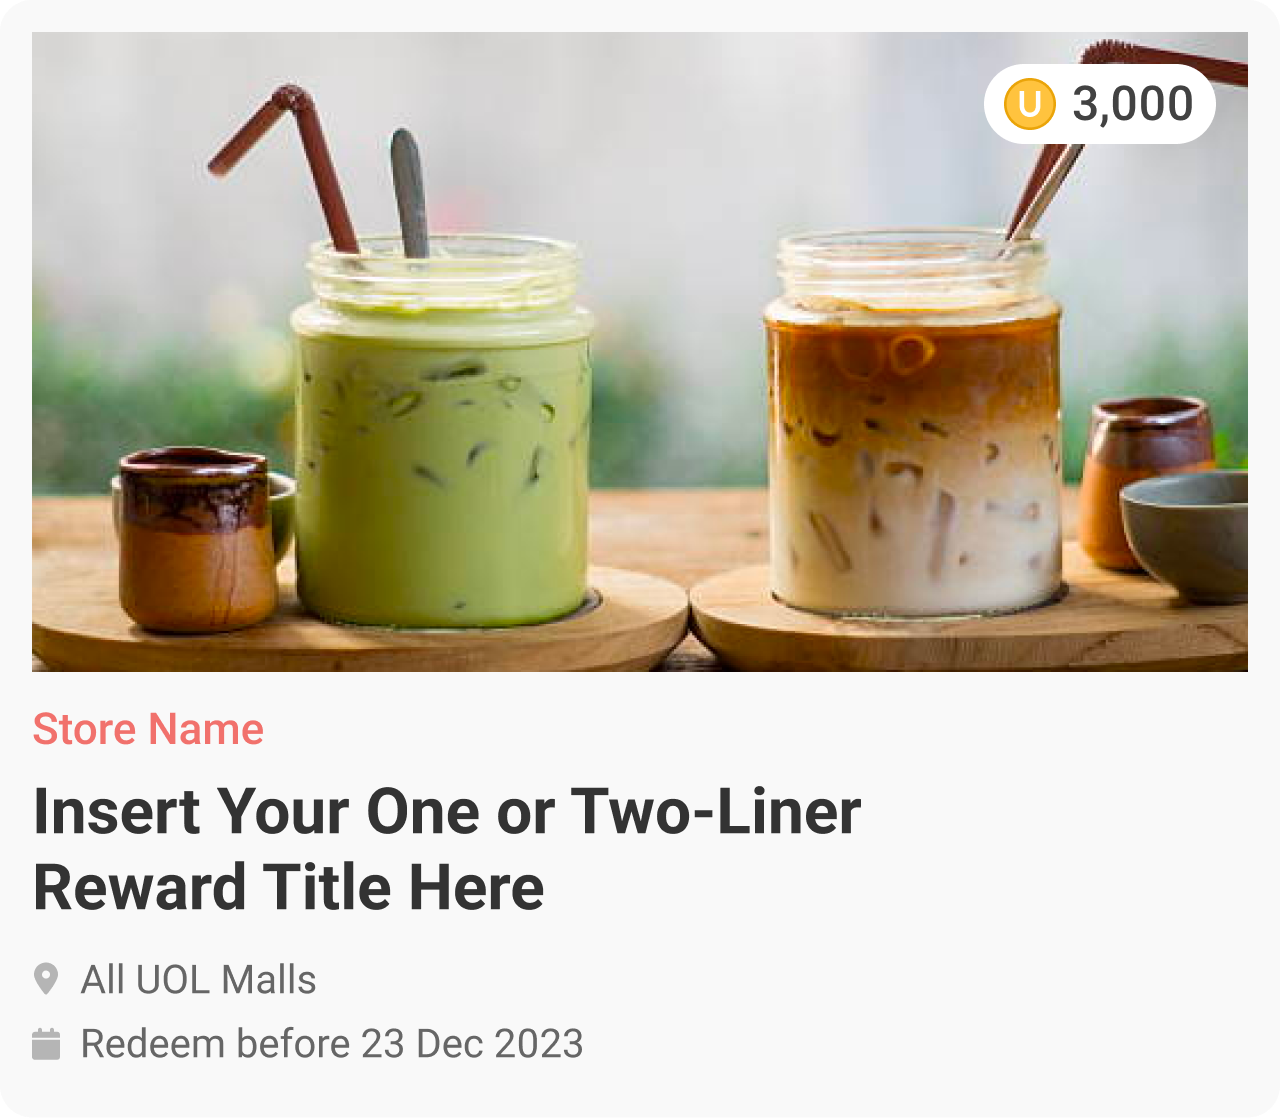 U 3,000
Store Name
Insert Your One or Two-Liner
Reward Title Here
All UOL Malls
Redeem before 23 Dec 2023